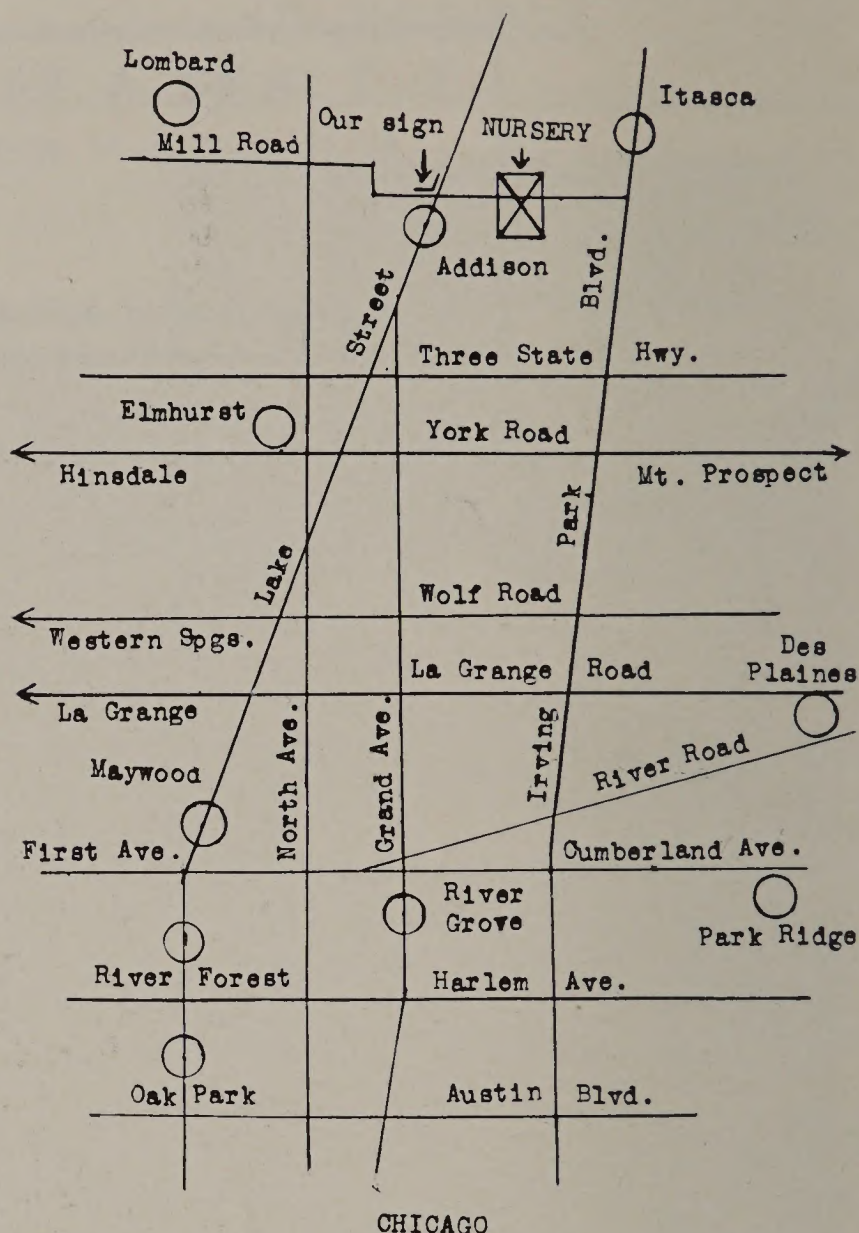 Lombard
Itasca
Our sign
NURSERY
Mill Road
Addison
Blvd.
Street
Three State Hwy.
Elmhurst
York Road
Hinsdale
Mt. Prospect
Park
Lake
Wolf Road
Western Spgs.
Des
Plaines
La Grange Road
La Grange
North Ave.
Grand Ave.
Irving
River Road
Maywood
First Ave.
Cumberland Ave.
River
Grove
Park Ridge
River Forest
Harlem Ave.
Oak Park
Austin Blvd.
CHICAGO